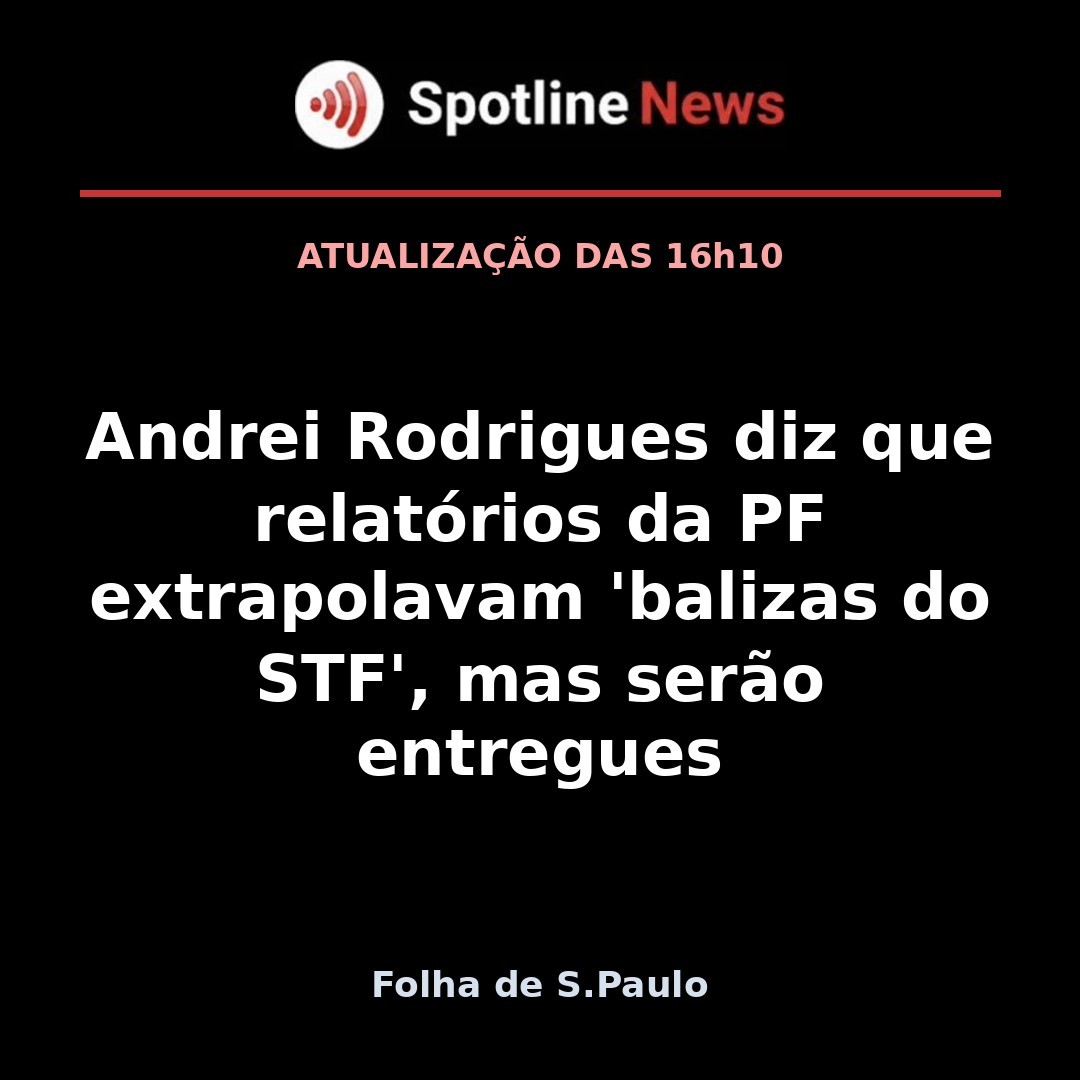 Spotline News
ATUALIZAÇÃO DAS 16h10
Andrei Rodrigues diz que
relatórios da PF
extrapolavam 'balizas do
STF', mas serão
entregues
Folha de S.Paulo